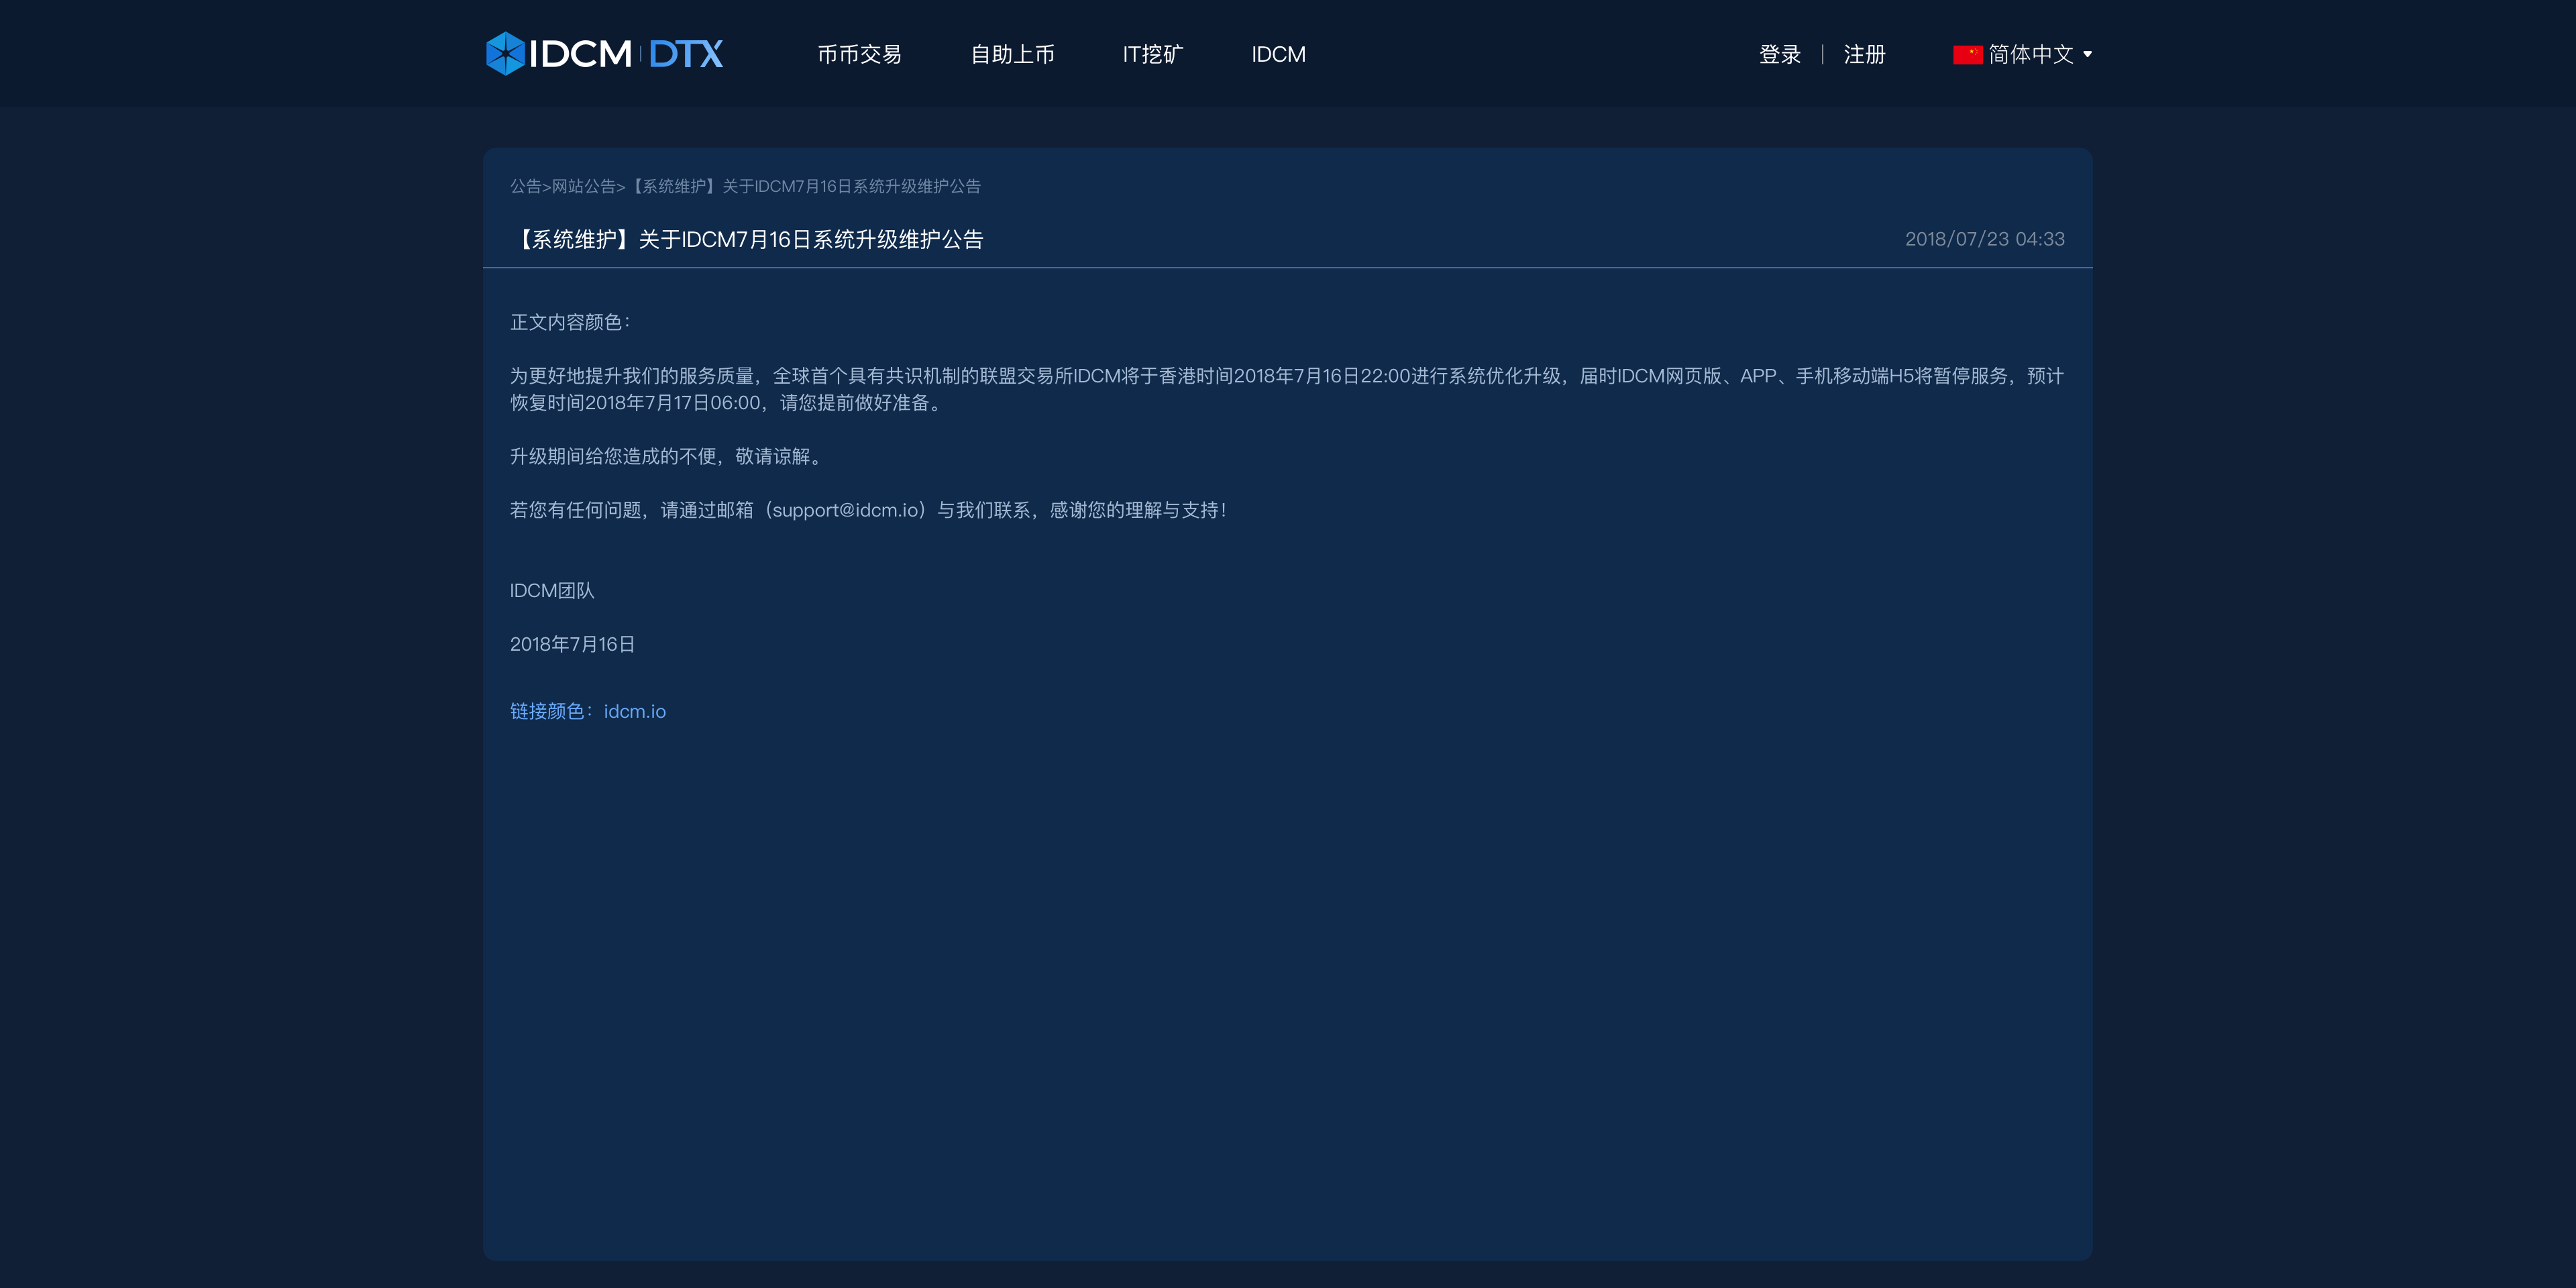 IDCM DTX 币币交易 自助上币 IT挖矿 IDCM 登录 | 注册 简体中文
公告>网站公告>【系统维护】关于IDCM7月16日系统升级维护公告
【系统维护】关于IDCM7月16日系统升级维护公告 2018/07/23 04:33
正文内容颜色：
为更好地提升我们的服务质量，全球首个具有共识机制的联盟交易所IDCM将于香港时间2018年7月16日22:00进行系统优化升级，届时IDCM网页版、APP、手机移动端H5将暂停服务，预计
恢复时间2018年7月17日06:00，请您提前做好准备。
升级期间给您造成的不便，敬请谅解。
若您有任何问题，请通过邮箱（support@idcm.io）与我们联系，感谢您的理解与支持！
IDCM团队
2018年7月16日
链接颜色：idcm.io